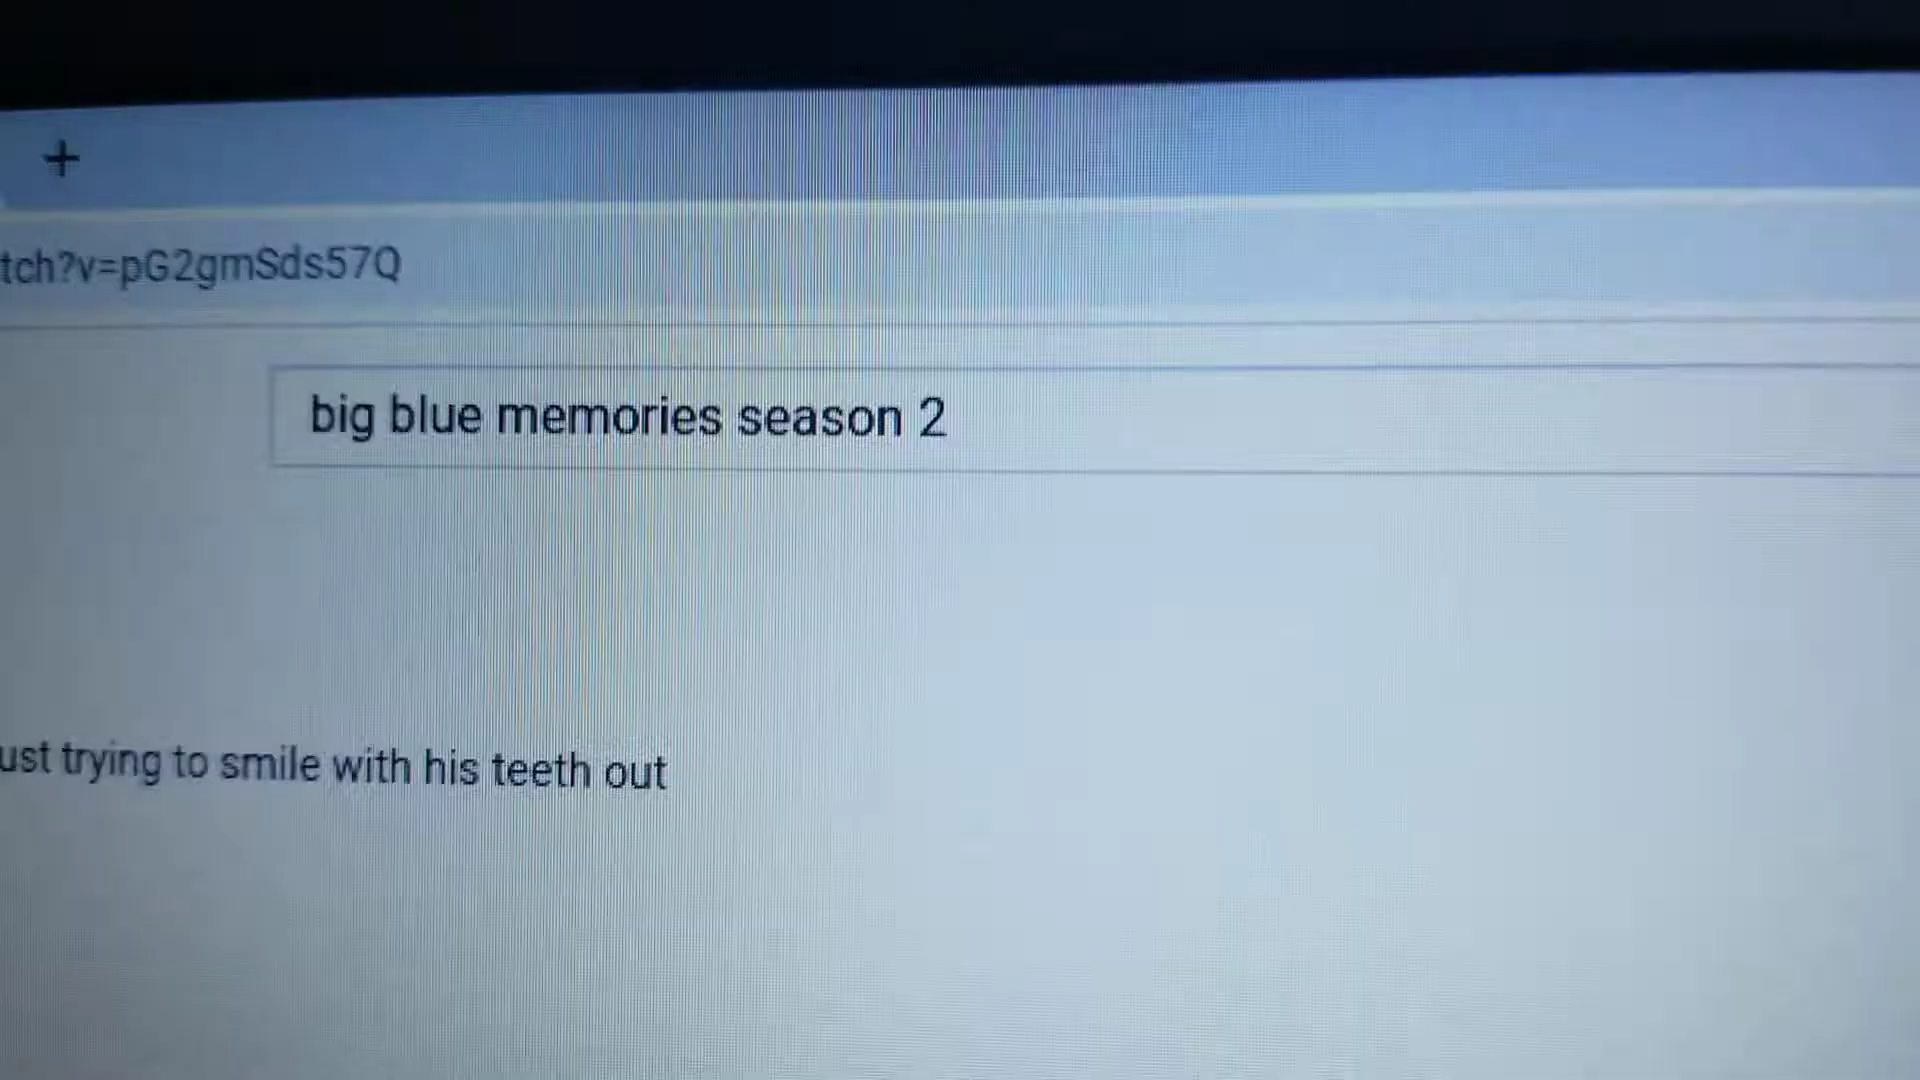 +
tch?v=pG2gmSds57Q
big blue memories season 2
ust trying to smile with his teeth out